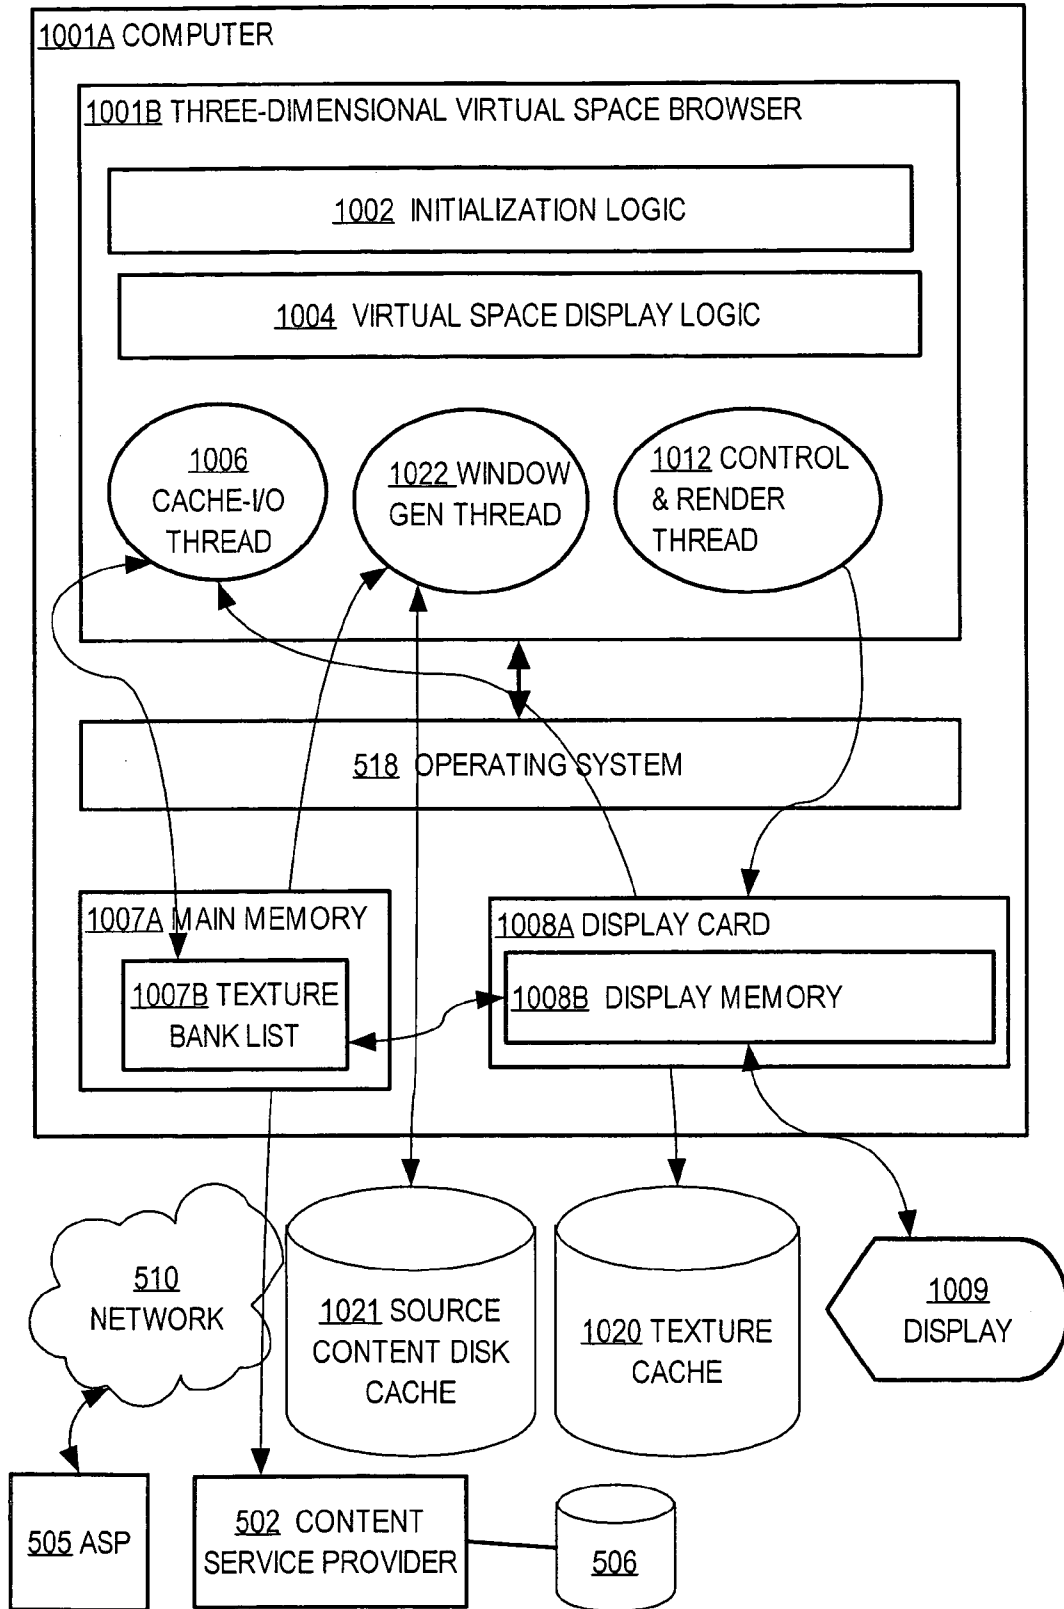 1001A COMPUTER
1001B THREE-DIMENSIONAL VIRTUAL SPACE BROWSER
1002 INITIALIZATION LOGIC
1004 VIRTUAL SPACE DISPLAY LOGIC
1006
CACHE-I/O
THREAD
1022 WINDOW
GEN THREAD
1012 CONTROL
& RENDER
THREAD
518 OPERATING SYSTEM
1007A MAIN MEMORY
1007B TEXTURE
BANK LIST
1008A DISPLAY CARD
1008B DISPLAY MEMORY
510
NETWORK
1021 SOURCE
CONTENT DISK
CACHE
1020 TEXTURE
CACHE
1009
DISPLAY
505 ASP
502 CONTENT
SERVICE PROVIDER
506